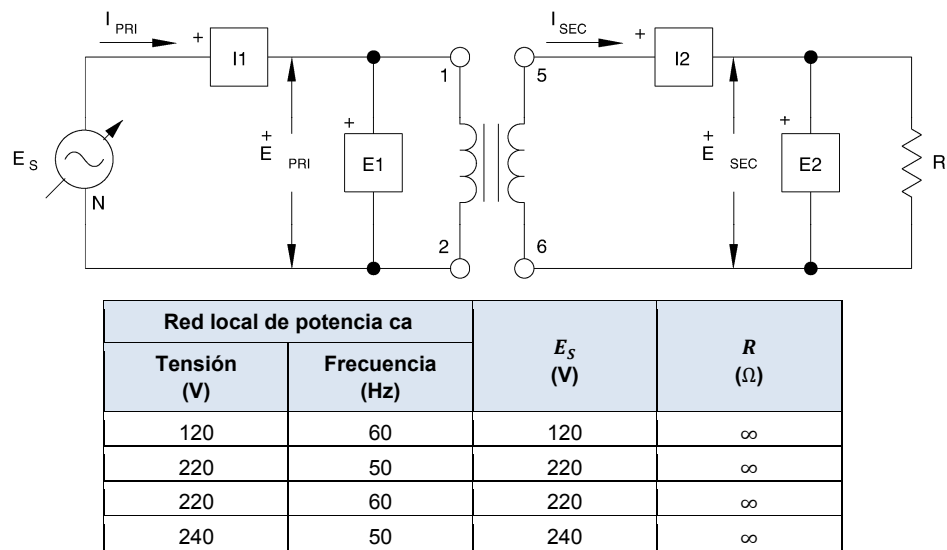 I PRI
+ I1
I SEC
+ I2
1
5
E S
N
+ E PRI
+ E1
+ E SEC
+ E2
R
2
6
Red local de potencia ca
E_S (V)
R (Ω)
Tensión (V)
Frecuencia (Hz)
120 60 120 ∞
220 50 220 ∞
220 60 220 ∞
240 50 240 ∞